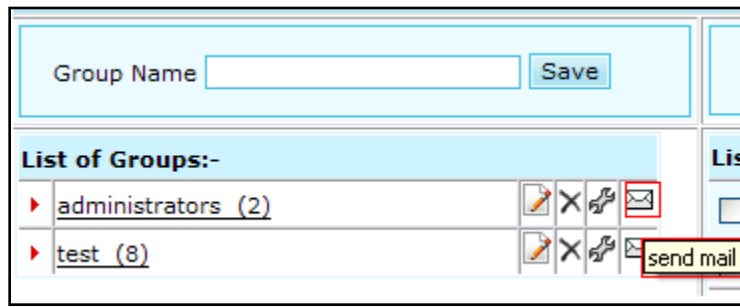 Group Name Save
List of Groups:-
Lis
administrators (2)
test (8)
send mail